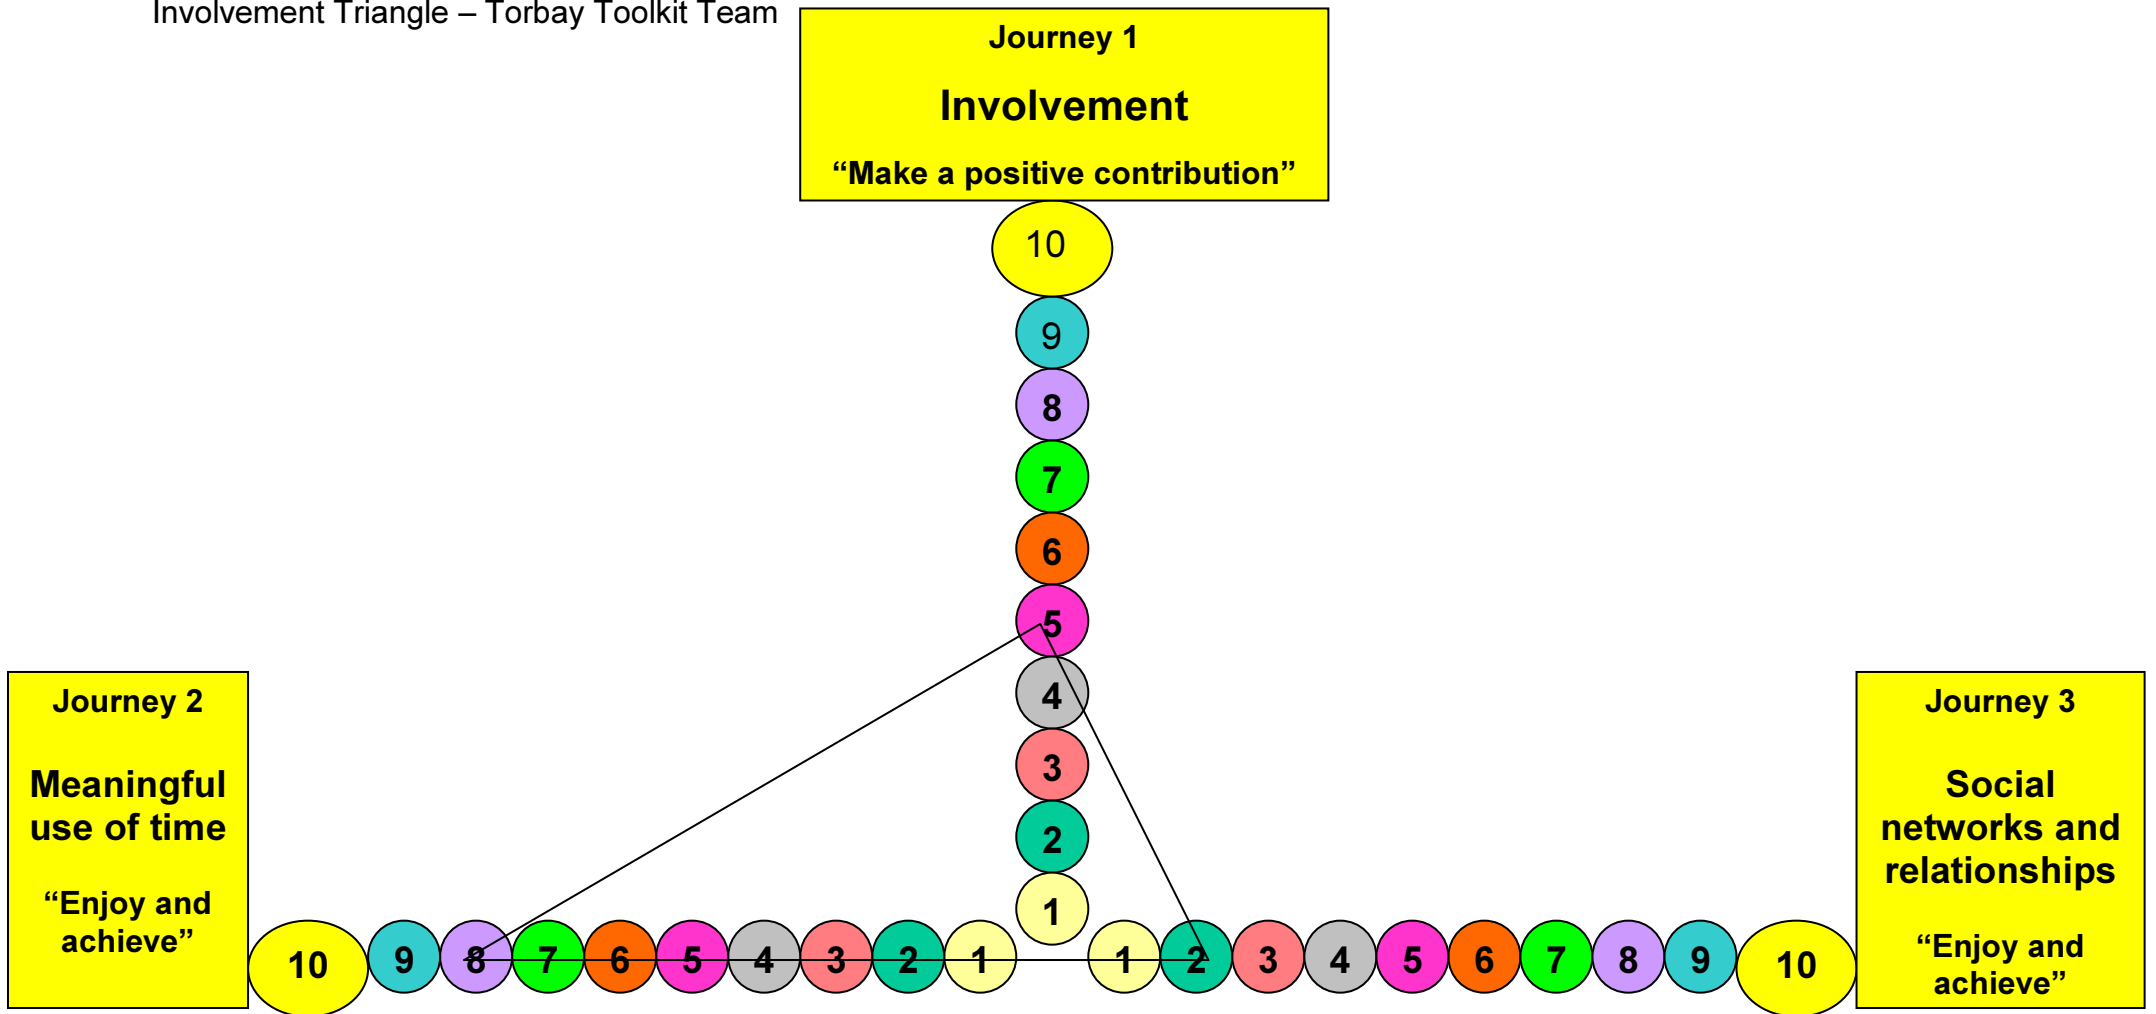 Involvement Triangle – Torbay Toolkit Team
Journey 1
Involvement
“Make a positive contribution”
10
9
8
7
6
5
4
3
2
1
Journey 2
Meaningful
use of time
“Enjoy and
achieve”
10 9 8 7 6 5 4 3 2 1 1 2 3 4 5 6 7 8 9 10
Journey 3
Social
networks and
relationships
“Enjoy and
achieve”